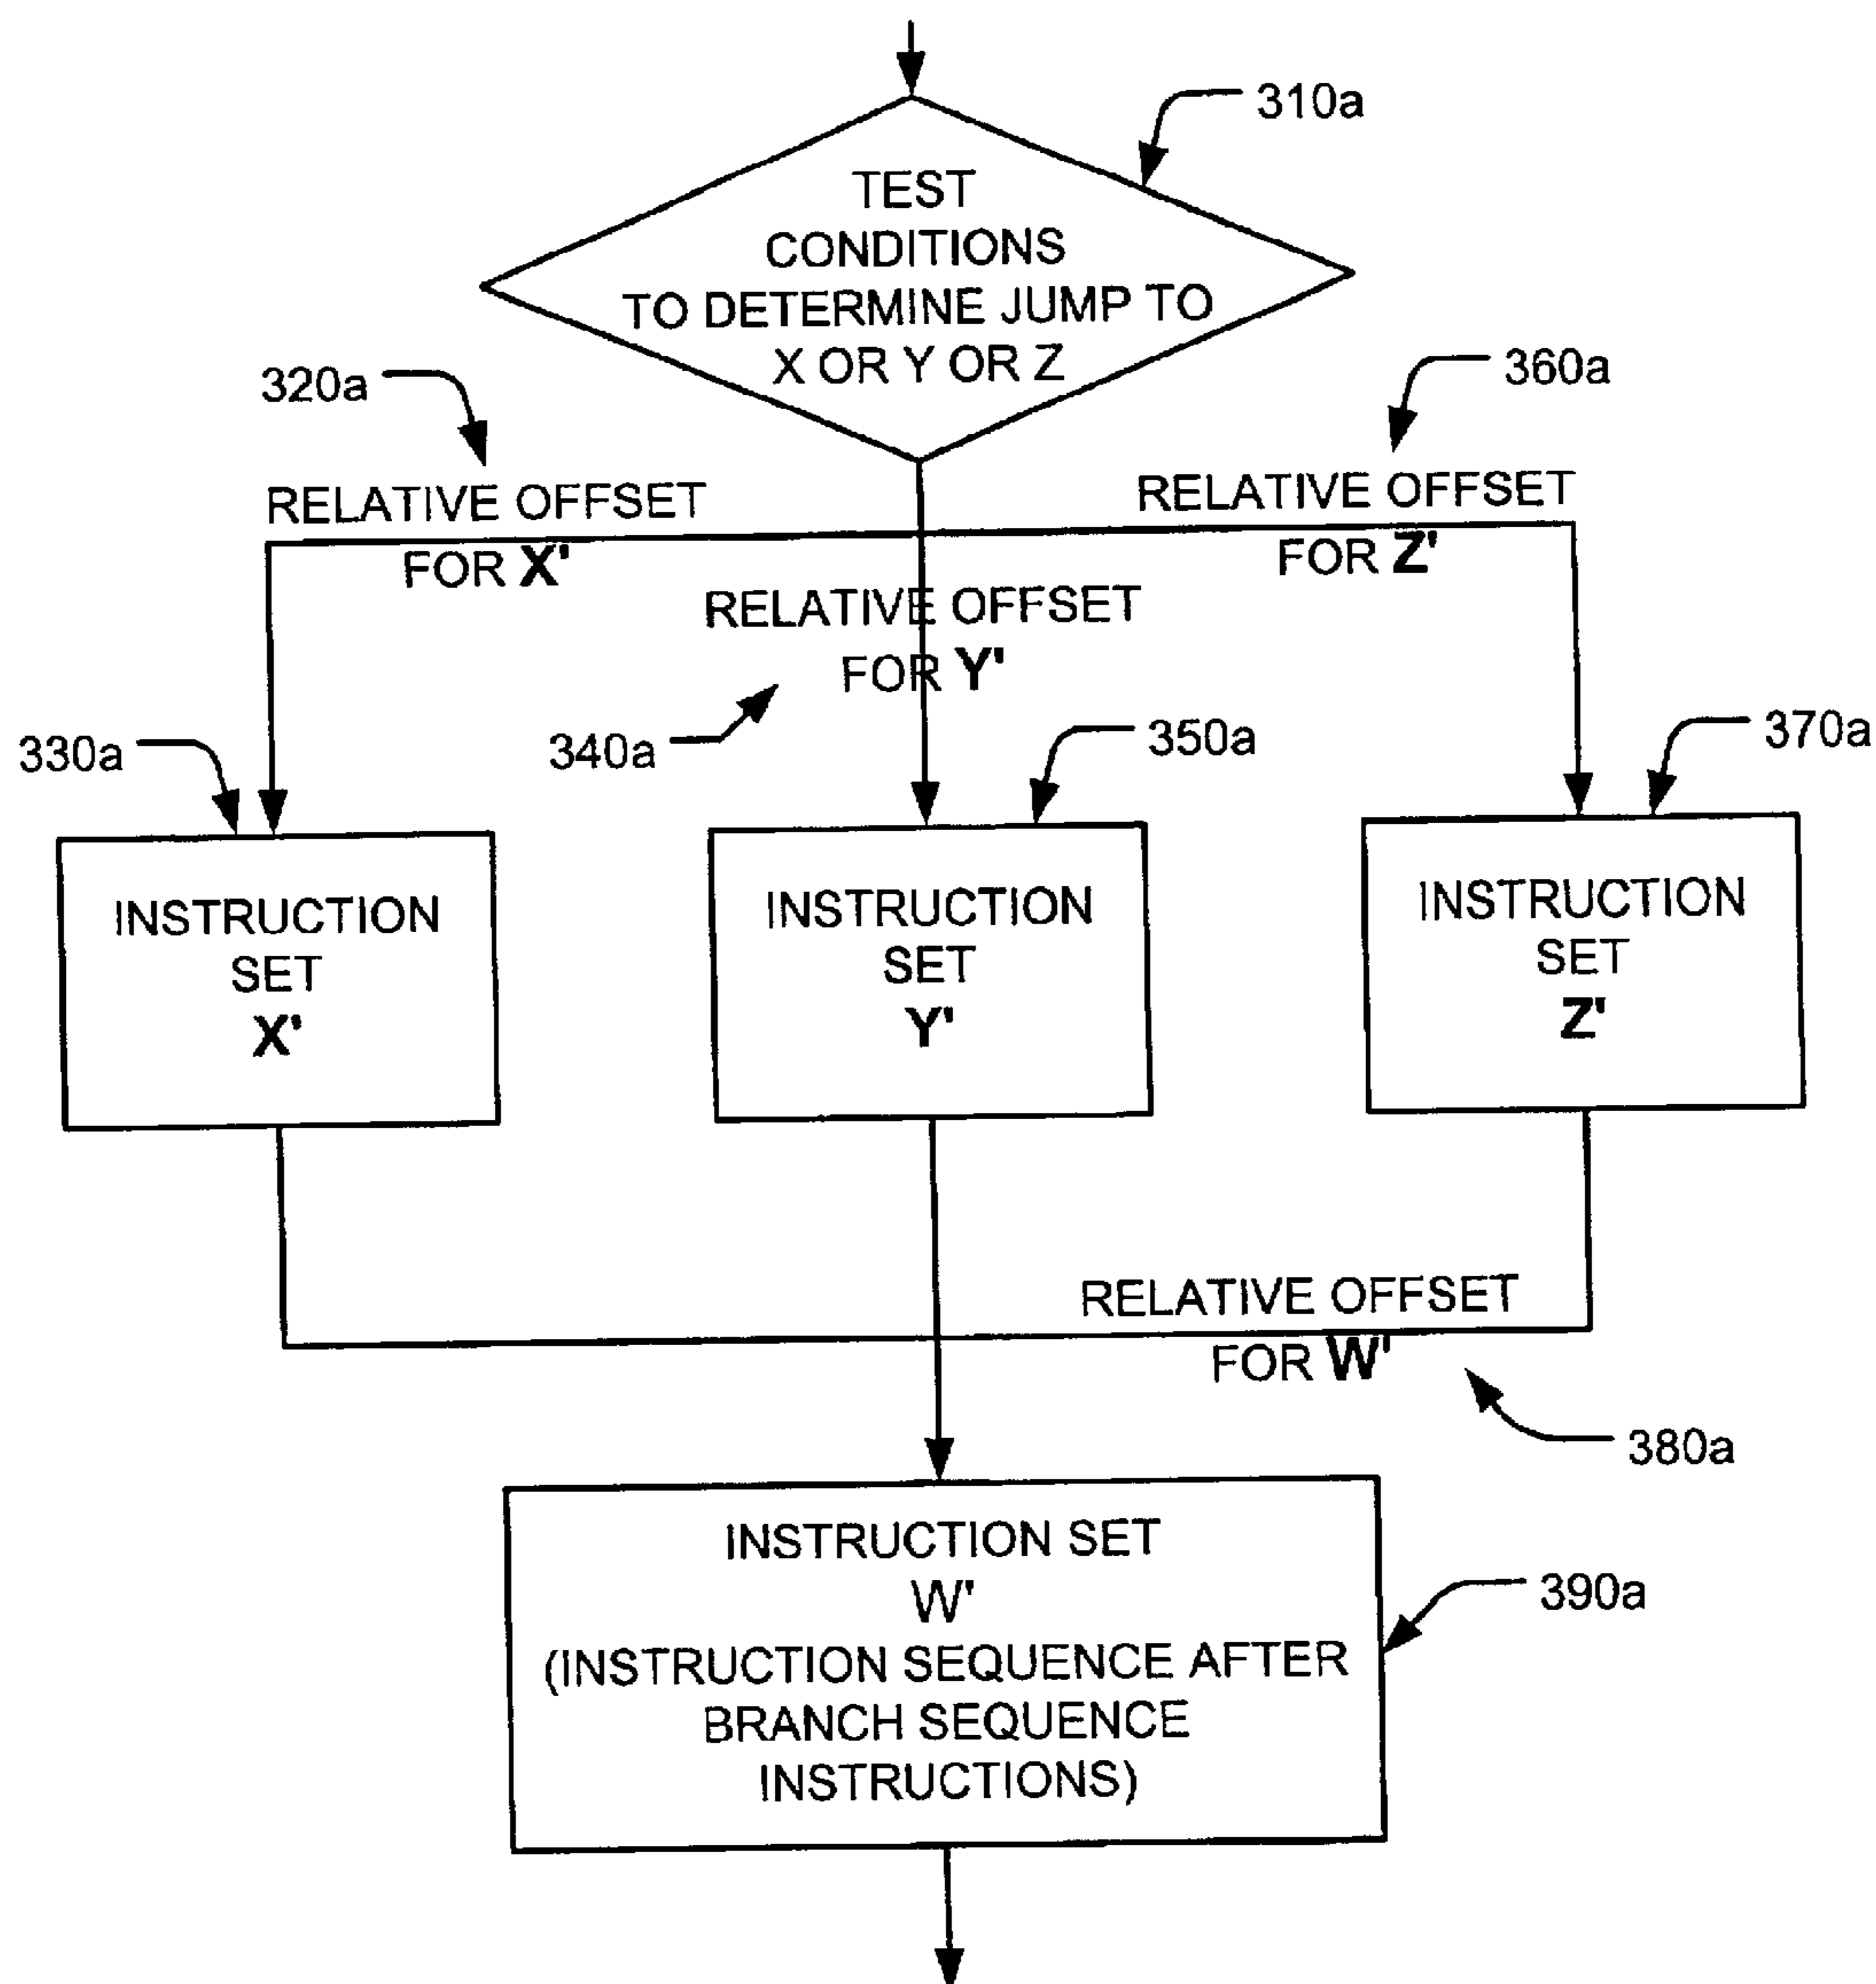 310a
TEST
CONDITIONS
TO DETERMINE JUMP TO
X OR Y OR Z
320a
360a
RELATIVE OFFSET
FOR X'
RELATIVE OFFSET
FOR Z'
RELATIVE OFFSET
FOR Y'
330a
340a
350a
370a
INSTRUCTION
SET
X'
INSTRUCTION
SET
Y'
INSTRUCTION
SET
Z'
RELATIVE OFFSET
FOR W'
380a
INSTRUCTION SET
W'
(INSTRUCTION SEQUENCE AFTER
BRANCH SEQUENCE
INSTRUCTIONS)
390a